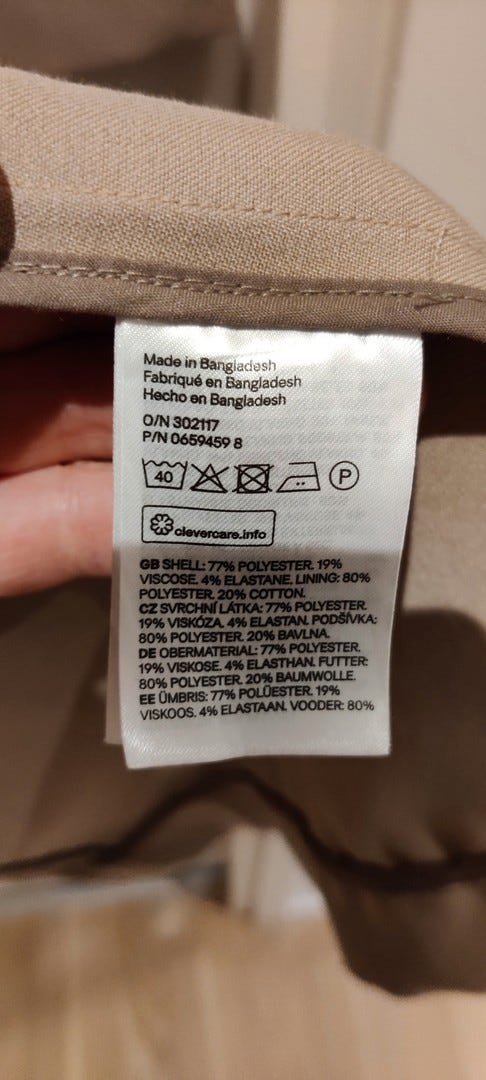 Made in Bangladesh
Fabriqué en Bangladesh
Hecho en Bangladesh
O/N 302117
P/N 0659459 8
40 P
clevercare.info
GB SHELL: 77% POLYESTER. 19%
VISCOSE. 4% ELASTANE. LINING: 80%
POLYESTER. 20% COTTON.
CZ SVRCHNÍ LÁTKA: 77% POLYESTER.
19% VISKÓZA. 4% ELASTAN. PODŠÍVKA:
80% POLYESTER. 20% BAVLNA.
DE OBERMATERIAL: 77% POLYESTER.
19% VISKOSE. 4% ELASTHAN. FUTTER:
80% POLYESTER. 20% BAUMWOLLE.
EE ÜMBRIS: 77% POLÜESTER. 19%
VISKOOS. 4% ELASTAAN. VOODER: 80%